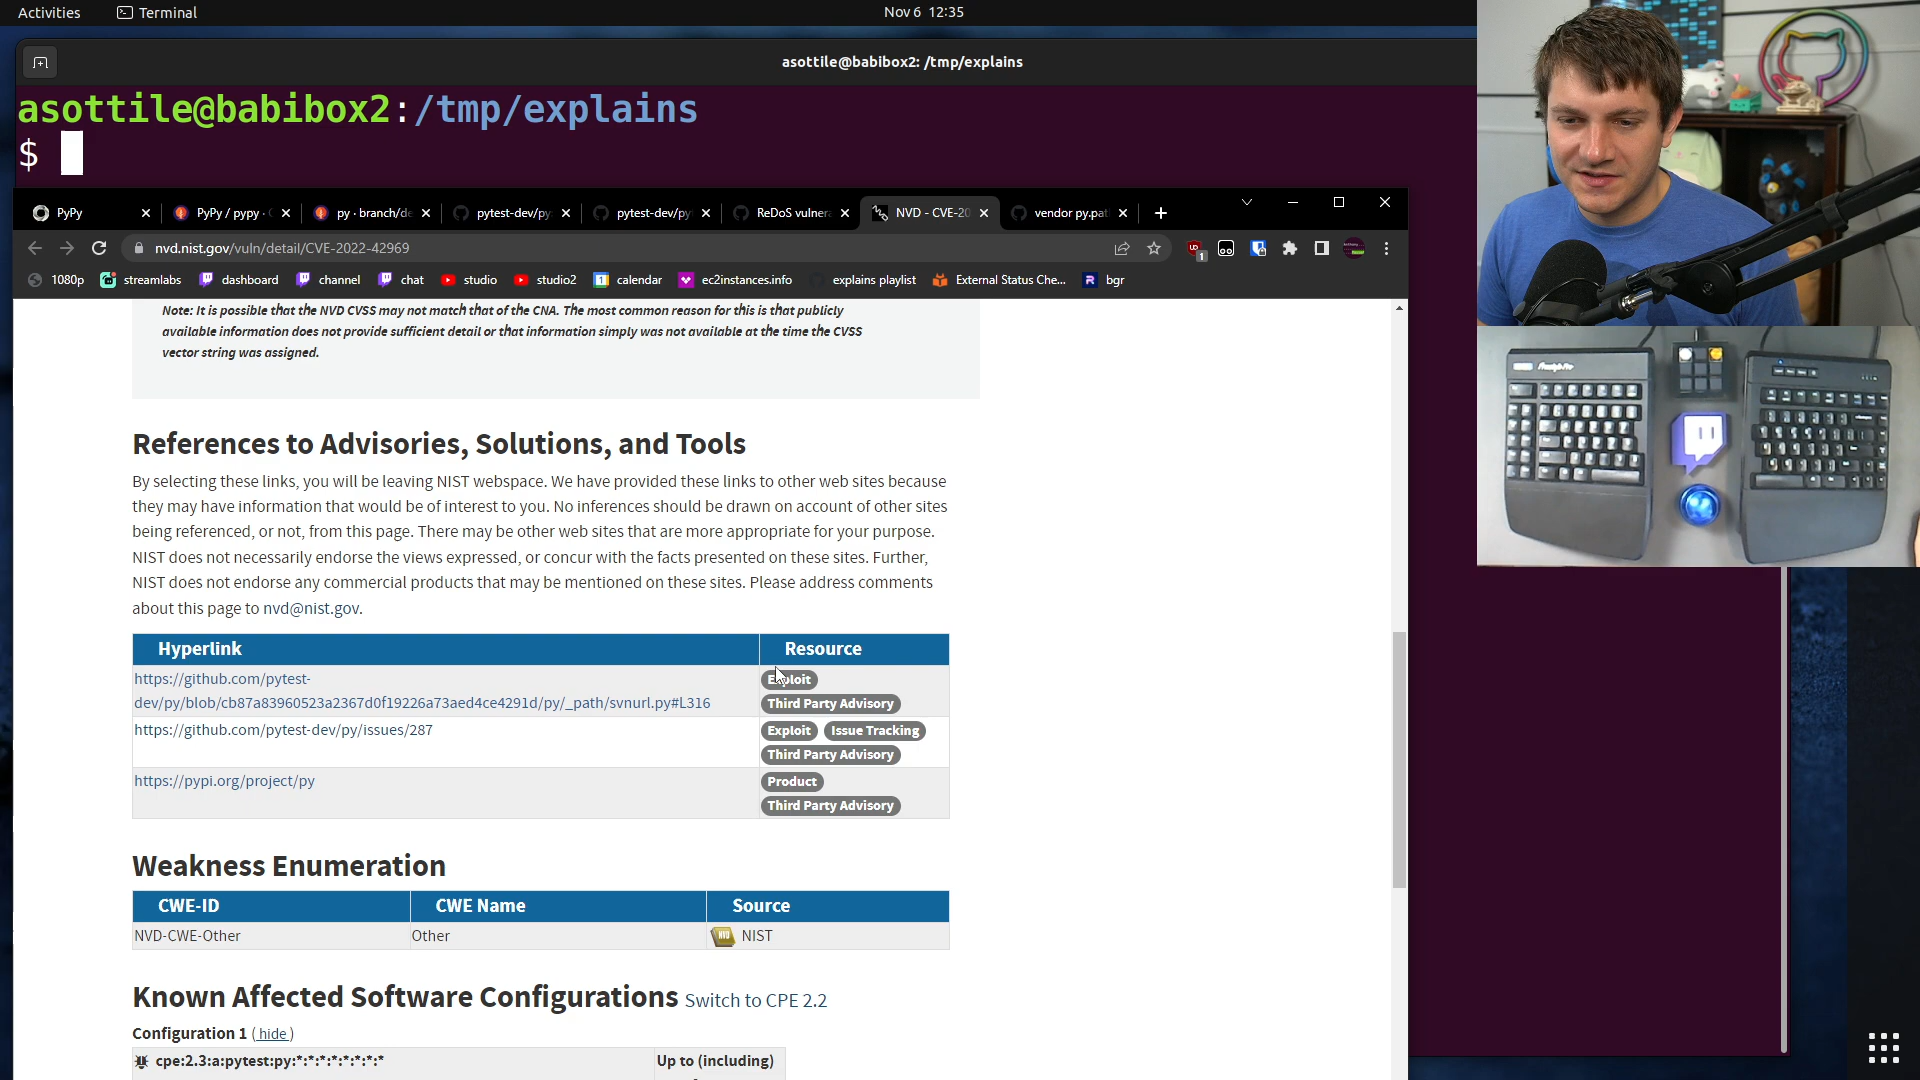 Activities
Terminal
Nov 6 12:35
asottile@babibox2: /tmp/explains
asottile@babibox2:/tmp/explains
$
PyPy
PyPy / pypy ·
py · branch/de
pytest-dev/py
pytest-dev/py
ReDoS vulner
NVD - CVE-20
vendor py.pat
nvd.nist.gov/vuln/detail/CVE-2022-42969
1
1080p
streamlabs
dashboard
channel
chat
studio
studio2
calendar
ec2instances.info
explains playlist
External Status Che...
bgr
Note: It is possible that the NVD CVSS may not match that of the CNA. The most common reason for this is that publicly
available information does not provide sufficient detail or that information simply was not available at the time the CVSS
vector string was assigned.
References to Advisories, Solutions, and Tools
By selecting these links, you will be leaving NIST webspace. We have provided these links to other web sites because
they may have information that would be of interest to you. No inferences should be drawn on account of other sites
being referenced, or not, from this page. There may be other web sites that are more appropriate for your purpose.
NIST does not necessarily endorse the views expressed, or concur with the facts presented on these sites. Further,
NIST does not endorse any commercial products that may be mentioned on these sites. Please address comments
about this page to nvd@nist.gov.
Hyperlink
Resource
https://github.com/pytest-
dev/py/blob/cb87a83960523a2367d0f19226a73aed4ce4291d/py/_path/svnurl.py#L316
Exploit
Third Party Advisory
https://github.com/pytest-dev/py/issues/287
Exploit Issue Tracking
Third Party Advisory
https://pypi.org/project/py
Product
Third Party Advisory
Weakness Enumeration
CWE-ID
CWE Name
Source
NVD-CWE-Other
Other
NIST
Known Affected Software Configurations Switch to CPE 2.2
Configuration 1 ( hide )
cpe:2.3:a:pytest:py:*:*:*:*:*:*:*:*
Up to (including)